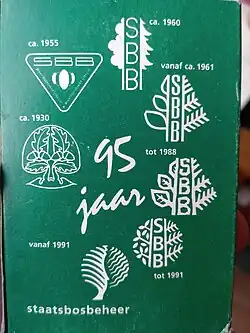 ca. 1960
SBB
ca. 1955
SBB
vanaf ca. 1961
SBB
ca. 1930
95
jaar
tot 1988
SBB
vanaf 1991
SBB
tot 1991
staatsbosbeheer